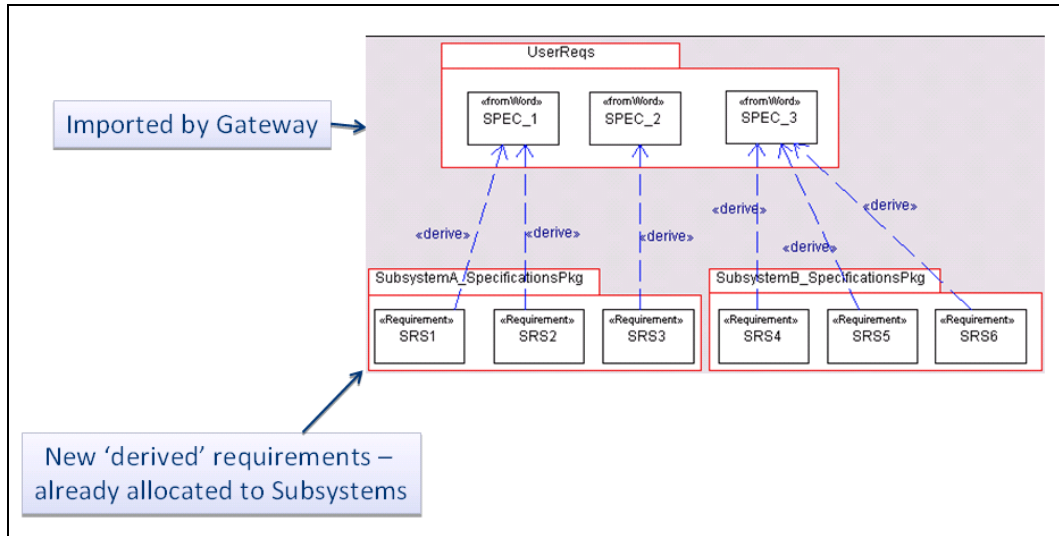 UserReqs
«fromWord»
SPEC_1
«fromWord»
SPEC_2
«fromWord»
SPEC_3
Imported by Gateway
«derive»
«derive»
«derive»
«derive»
«derive»
«derive»
SubsystemA_SpecificationsPkg
SubsystemB_SpecificationsPkg
«Requirement»
SRS1
«Requirement»
SRS2
«Requirement»
SRS3
«Requirement»
SRS4
«Requirement»
SRS5
«Requirement»
SRS6
New ‘derived’ requirements –
already allocated to Subsystems